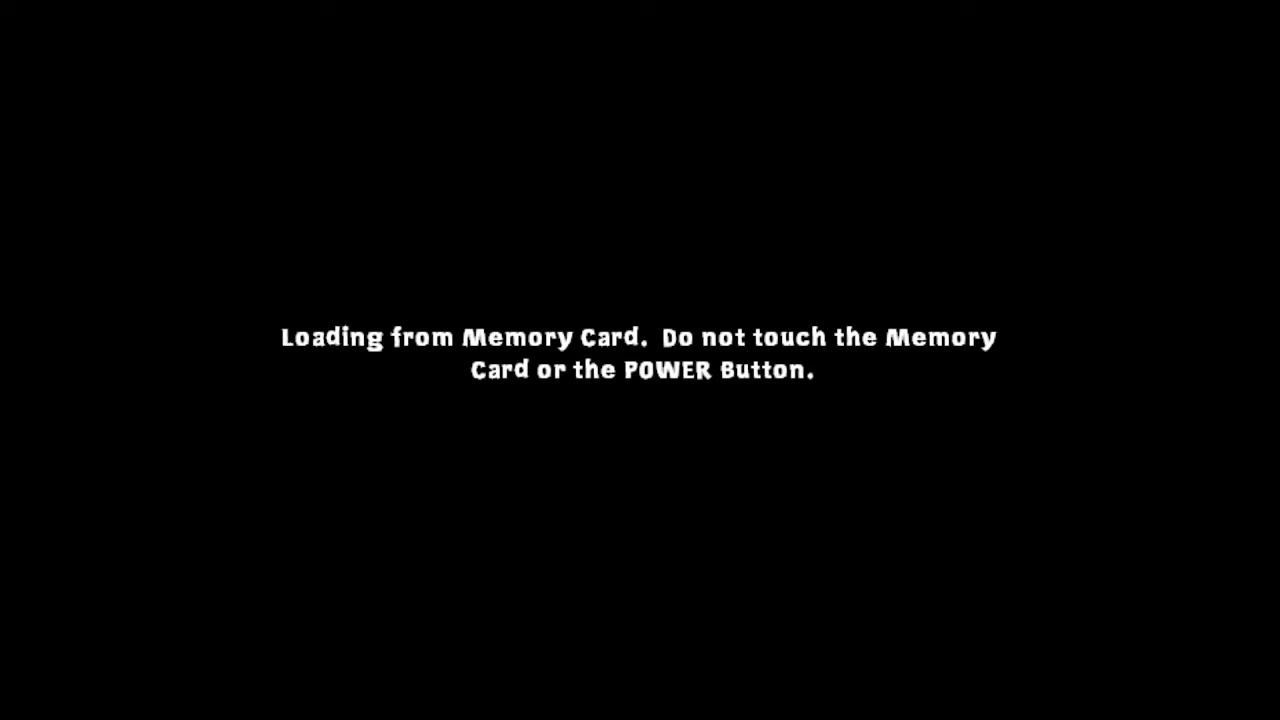 Loading from Memory Card.  Do not touch the Memory
Card or the POWER Button.